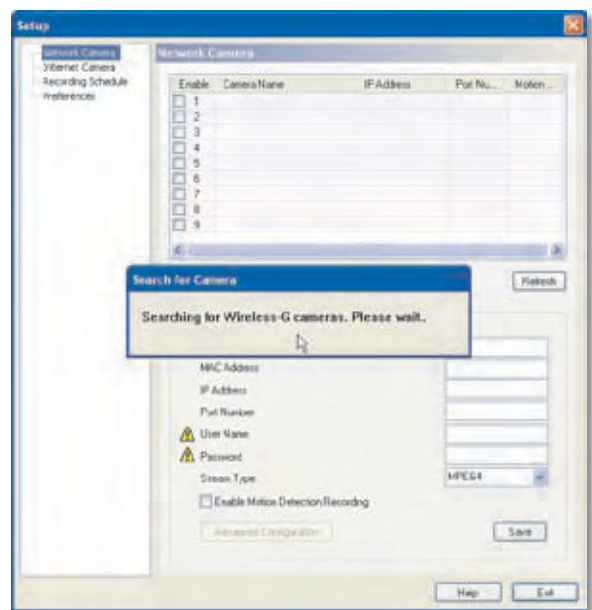 Setup
Network Camera
Internet Camera
Recording Schedule
Preferences
Network Camera
Enable Camera Name IP Address Port Nu... Motion ...
1
2
3
4
5
6
7
8
9
Refresh
Search for Camera
Searching for Wireless-G cameras. Please wait.
MAC Address
IP Address
Port Number
User Name
Password
Stream Type MPEG4
Enable Motion Detection Recording
Advanced Configuration Save
Help Exit